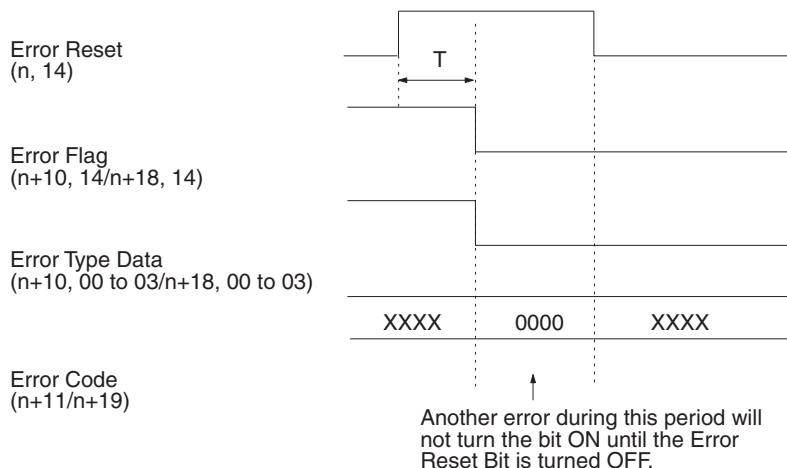 Error Reset
(n, 14)
T
Error Flag
(n+10, 14/n+18, 14)
Error Type Data
(n+10, 00 to 03/n+18, 00 to 03)
XXXX 0000 XXXX
Error Code
(n+11/n+19)
Another error during this period will
not turn the bit ON until the Error
Reset Bit is turned OFF.